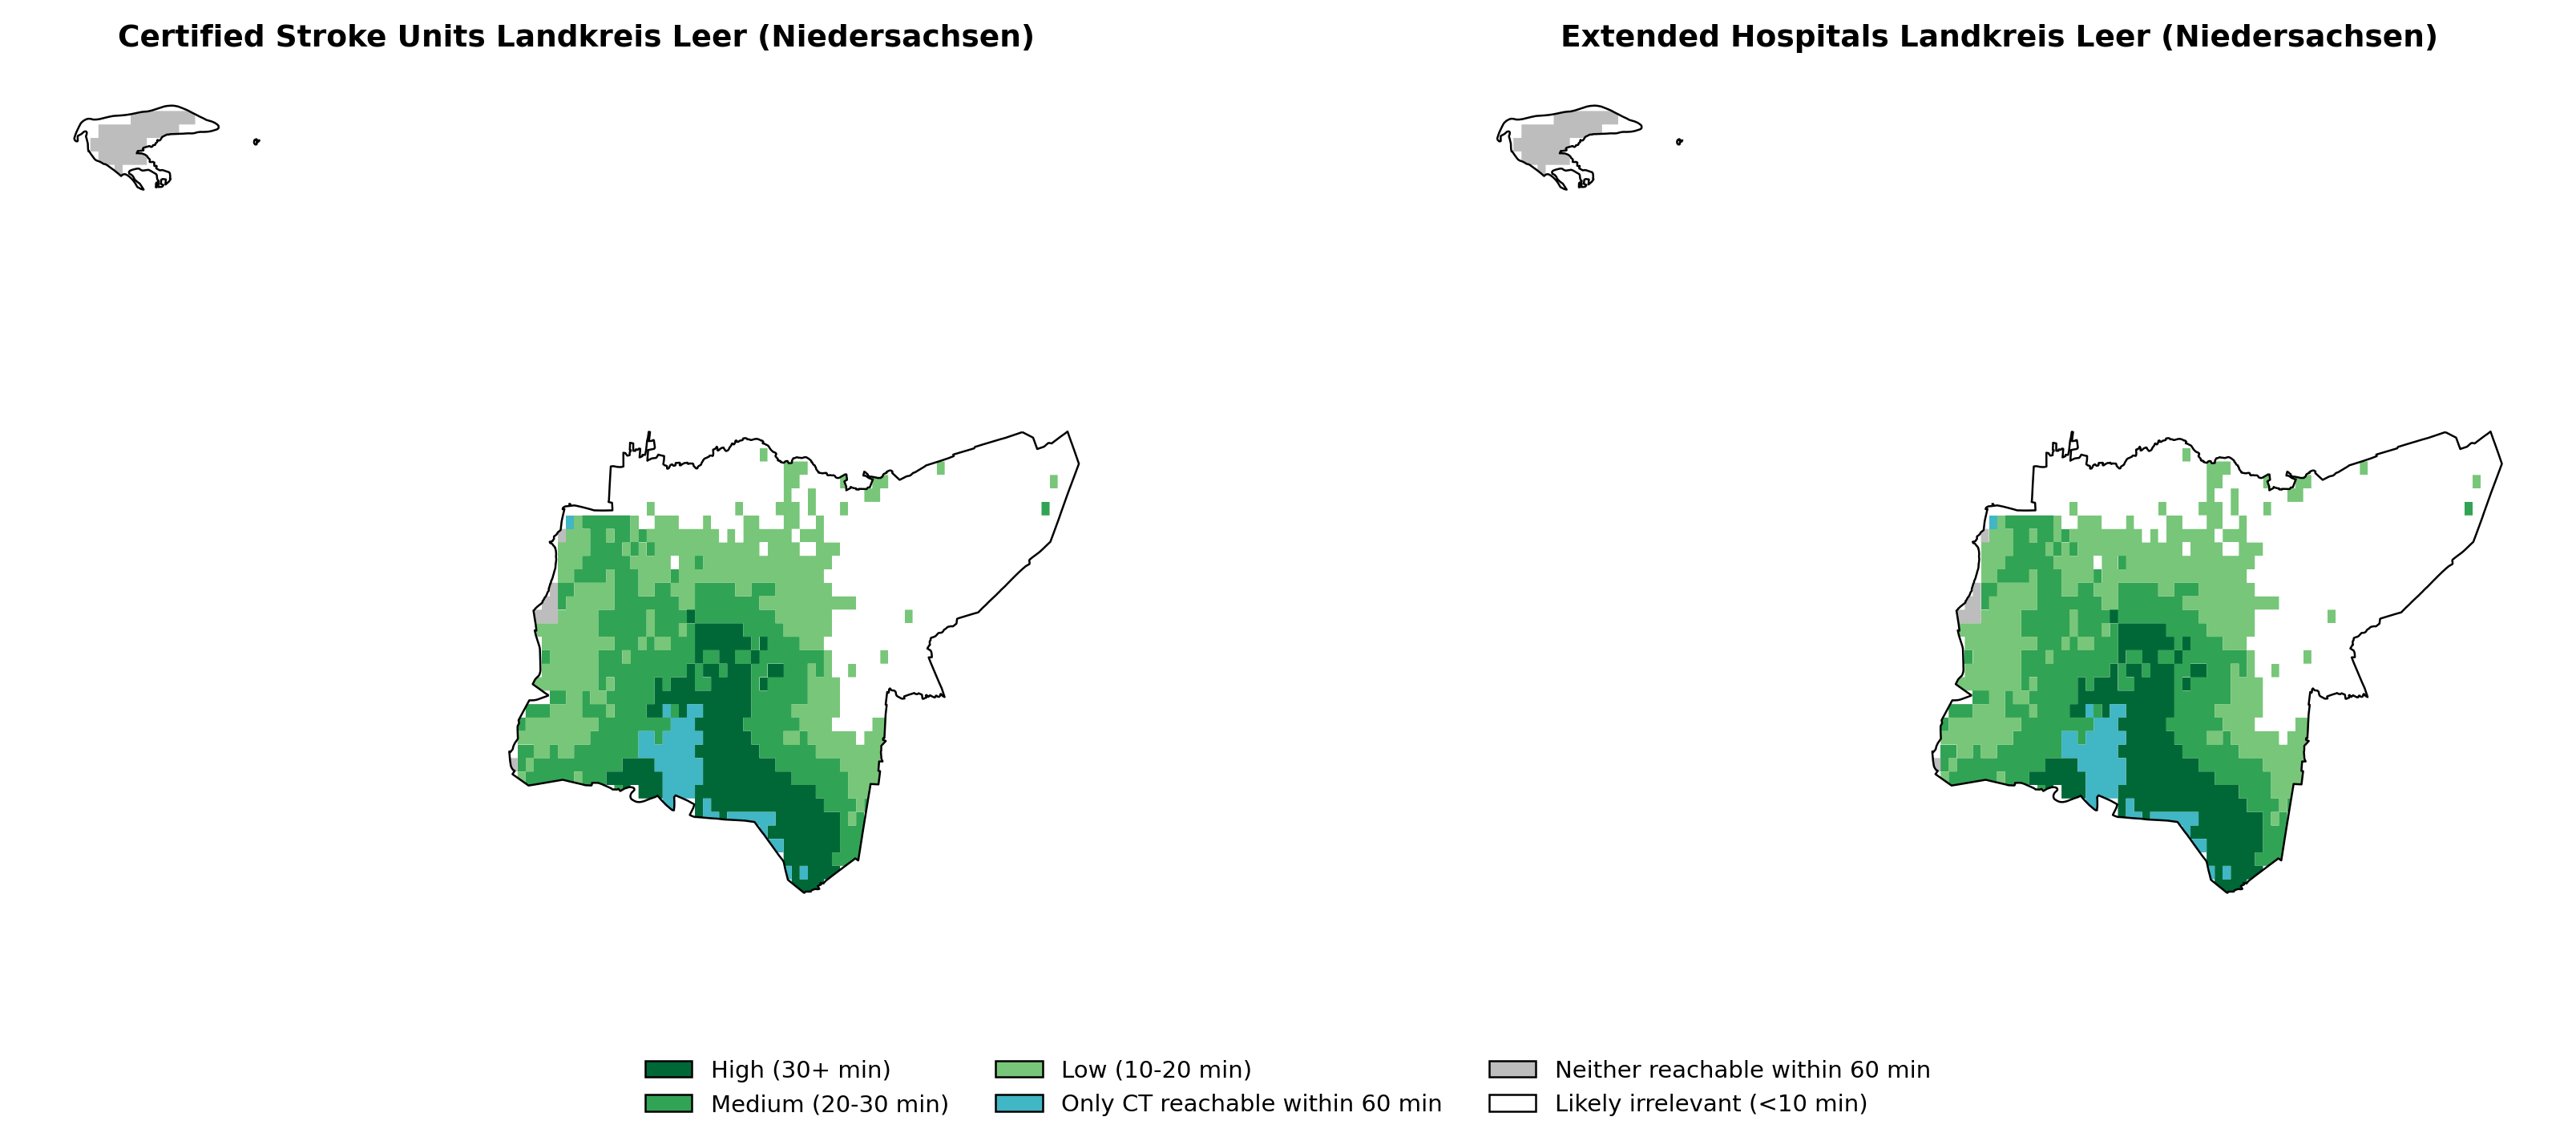 Certified Stroke Units Landkreis Leer (Niedersachsen)
Extended Hospitals Landkreis Leer (Niedersachsen)
High (30+ min)
Medium (20-30 min)
Low (10-20 min)
Only CT reachable within 60 min
Neither reachable within 60 min
Likely irrelevant (<10 min)